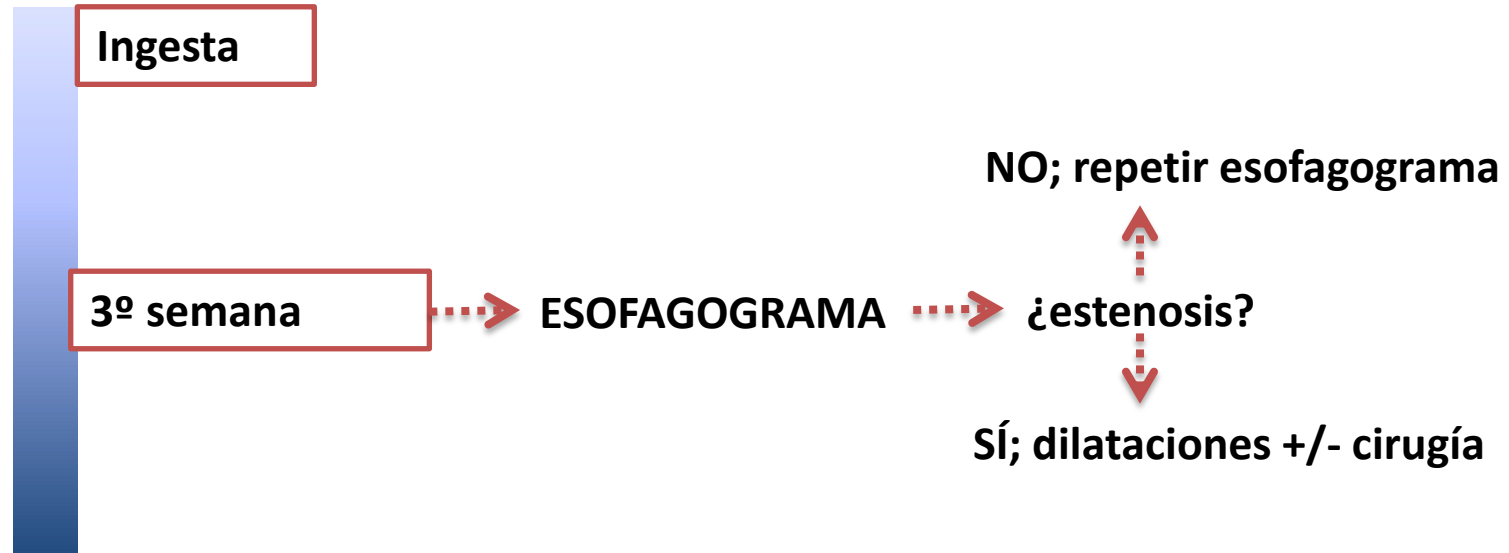 Ingesta
NO; repetir esofagograma
3º semana
ESOFAGOGRAMA
¿estenosis?
SÍ; dilataciones +/- cirugía